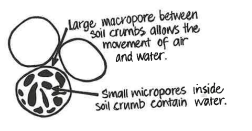 Large macropore between
soil crumbs allows the
movement of air
and water.
Small micropores inside
soil crumb contain water.